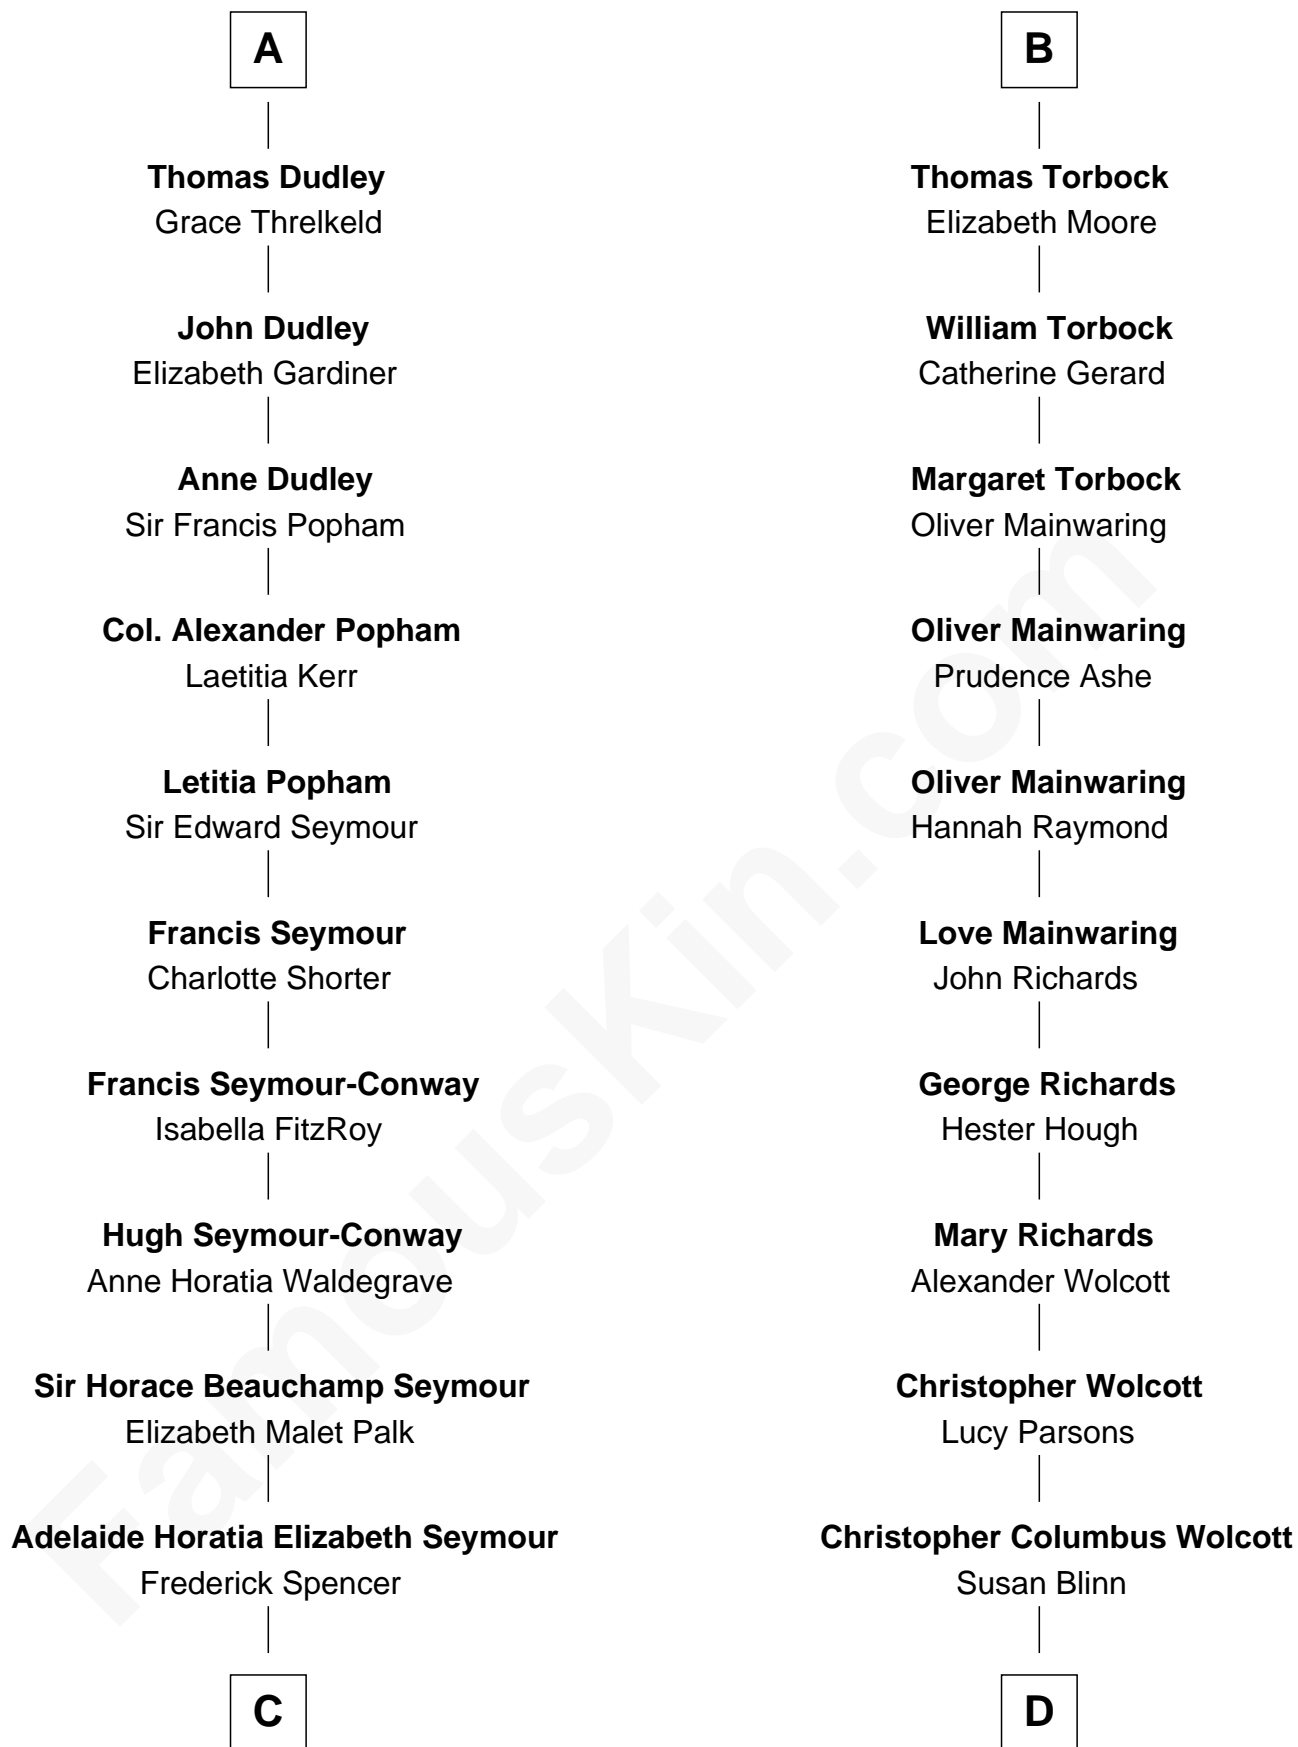 A
Thomas Dudley
Grace Threlkeld
John Dudley
Elizabeth Gardiner
Anne Dudley
Sir Francis Popham
Col. Alexander Popham
Laetitia Kerr
Letitia Popham
Sir Edward Seymour
Francis Seymour
Charlotte Shorter
Francis Seymour-Conway
Isabella FitzRoy
Hugh Seymour-Conway
Anne Horatia Waldegrave
Sir Horace Beauchamp Seymour
Elizabeth Malet Palk
Adelaide Horatia Elizabeth Seymour
Frederick Spencer
C
B
Thomas Torbock
Elizabeth Moore
William Torbock
Catherine Gerard
Margaret Torbock
Oliver Mainwaring
Oliver Mainwaring
Prudence Ashe
Oliver Mainwaring
Hannah Raymond
Love Mainwaring
John Richards
George Richards
Hester Hough
Mary Richards
Alexander Wolcott
Christopher Wolcott
Lucy Parsons
Christopher Columbus Wolcott
Susan Blinn
D
FamousKin.com